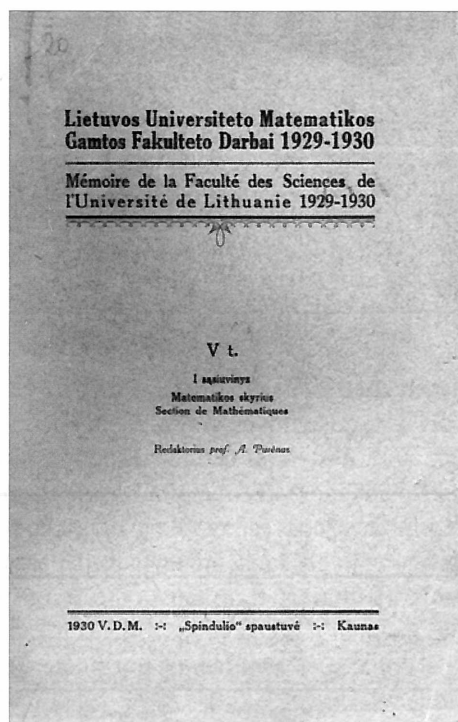 20
Lietuvos Universiteto Matematikos
Gamtos Fakulteto Darbai 1929-1930
Mémoire de la Faculté des Sciences de
l'Université de Lithuanie 1929-1930
V t.
I sąsiuvinys
Matematikos skyrius
Section de Mathématiques
Redaktorius prof. A. Purėnas
1930 V. D. M. :-: „Spindulio“ spaustuvė :-: Kaunas